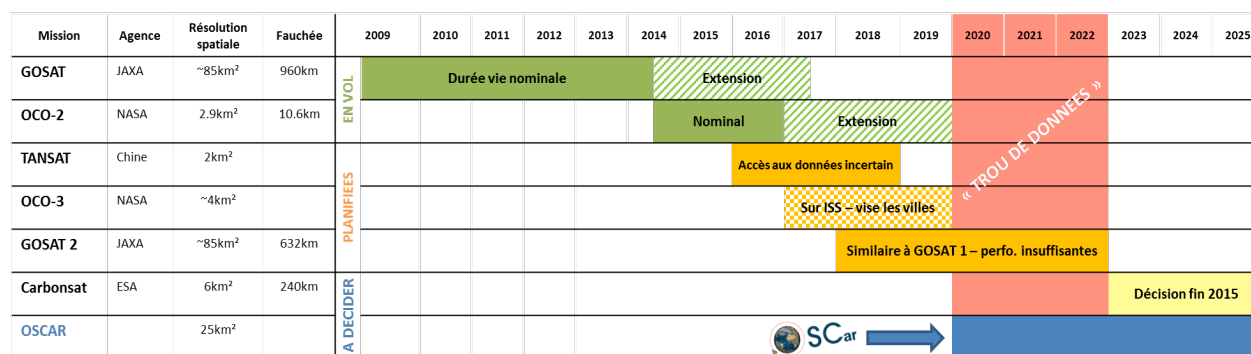 Mission Agence Résolution spatiale Fauchée 2009 2010 2011 2012 2013 2014 2015 2016 2017 2018 2019 2020 2021 2022 2023 2024 2025
EN VOL
GOSAT JAXA ~85km² 960km Durée vie nominale Extension
OCO-2 NASA 2.9km² 10.6km Nominal Extension
« TROU DE DONNEES »
PLANIFIEES
TANSAT Chine 2km² Accès aux données incertain
OCO-3 NASA ~4km² Sur ISS – vise les villes
GOSAT 2 JAXA ~85km² 632km Similaire à GOSAT 1 – perfo. insuffisantes
A DECIDER
Carbonsat ESA 6km² 240km Décision fin 2015
OSCAR 25km² SCar